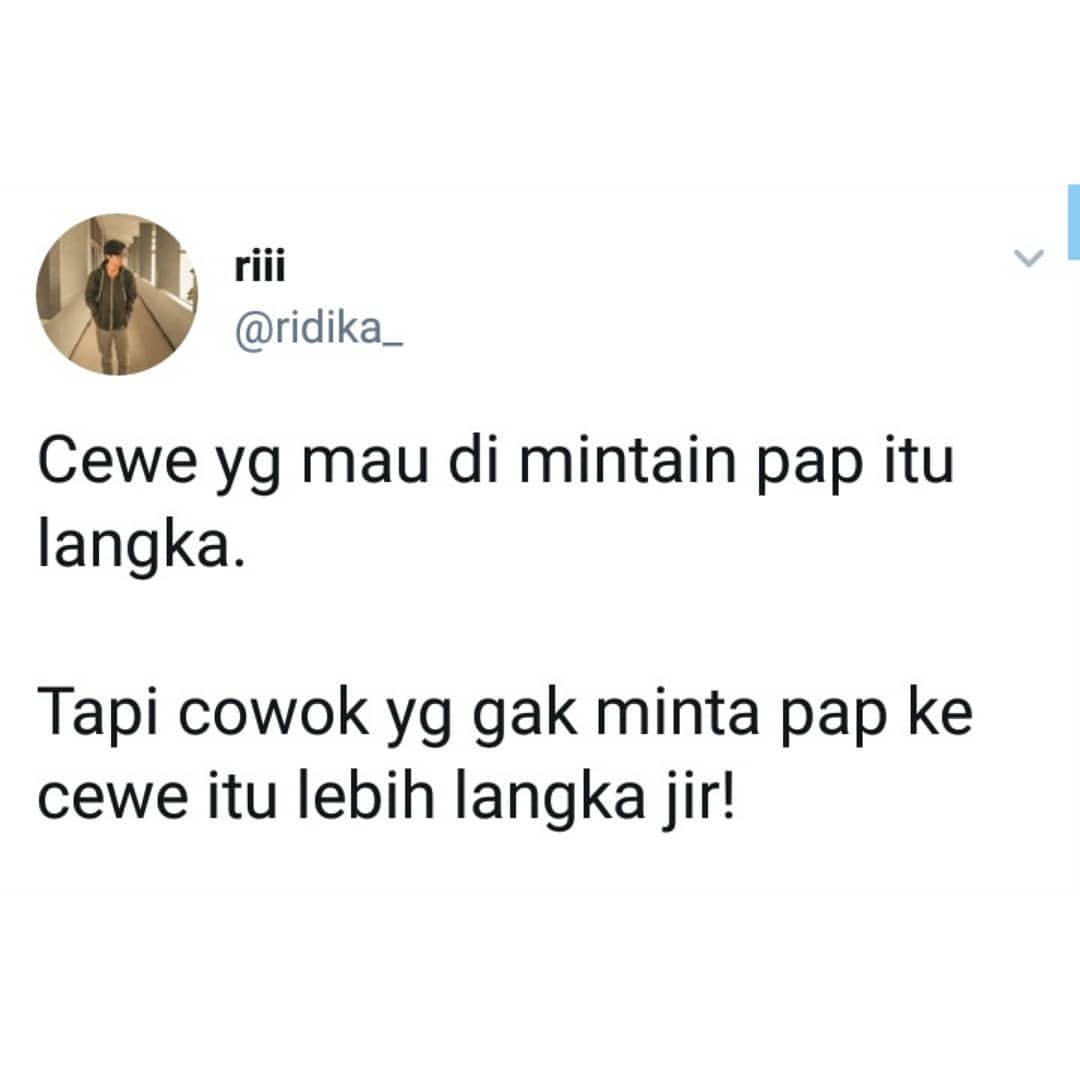 riii
@ridika_
Cewe yg mau di mintain pap itu
langka.
Tapi cowok yg gak minta pap ke
cewe itu lebih langka jir!